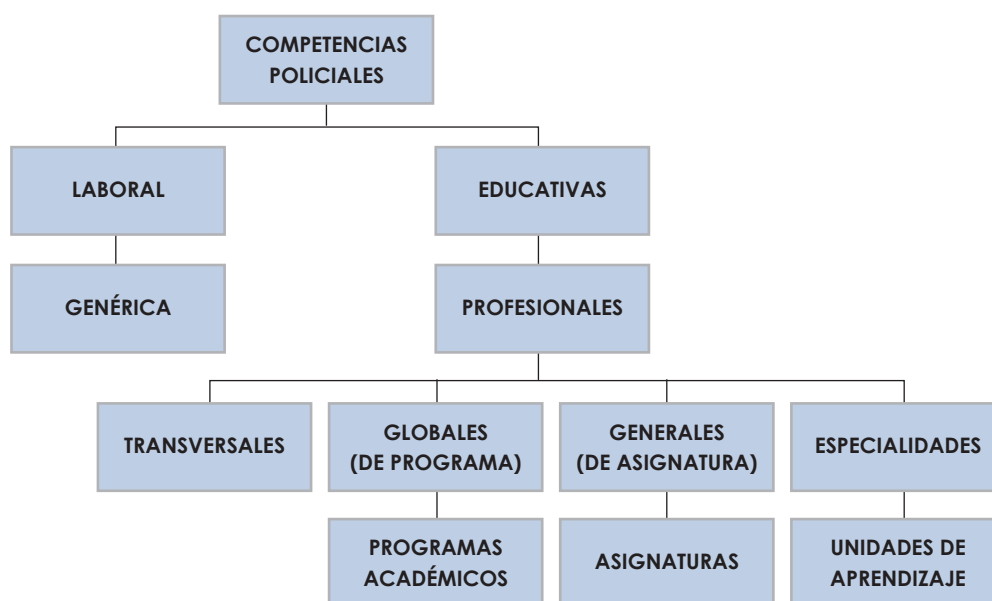 COMPETENCIAS
POLICIALES
LABORAL
EDUCATIVAS
GENÉRICA
PROFESIONALES
TRANSVERSALES
GLOBALES
(DE PROGRAMA)
GENERALES
(DE ASIGNATURA)
ESPECIALIDADES
PROGRAMAS
ACADÉMICOS
ASIGNATURAS
UNIDADES DE
APRENDIZAJE